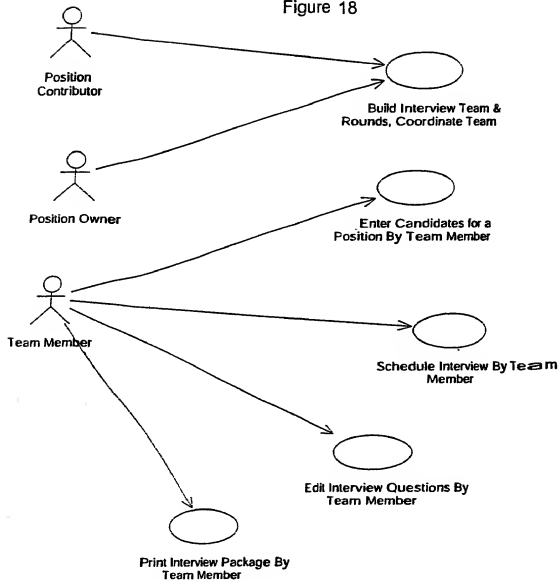 Figure 18
Position
Contributor
Build Interview Team &
Rounds, Coordinate Team
Position Owner
Enter Candidates for a
Position By Team Member
Team Member
Schedule Interview By Team
Member
Edit Interview Questions By
Team Member
Print Interview Package By
Team Member